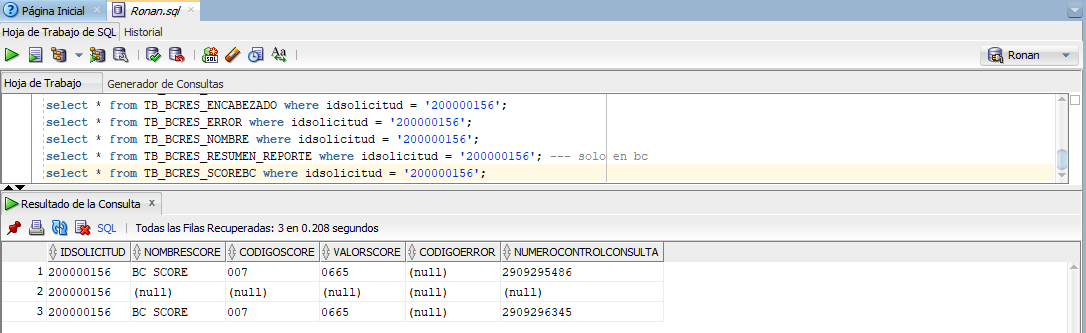 Página Inicial
Ronan.sql
Hoja de Trabajo de SQL Historial
Ronan
Hoja de Trabajo Generador de Consultas
select * from TB_BCRES_ENCABEZADO where idsolicitud = '200000156';
select * from TB_BCRES_ERROR where idsolicitud = '200000156';
select * from TB_BCRES_NOMBRE where idsolicitud = '200000156';
select * from TB_BCRES_RESUMEN_REPORTE where idsolicitud = '200000156'; --- solo en bc
select * from TB_BCRES_SCOREBC where idsolicitud = '200000156';
Resultado de la Consulta
SQL Todas las Filas Recuperadas: 3 en 0.208 segundos
IDSOLICITUD NOMBRESCORE CODIGOSCORE VALORSCORE CODIGOERROR NUMEROCONTROLCONSULTA
1 200000156 BC SCORE 007 0665 (null) 2909295486
2 200000156 (null) (null) (null) (null) (null)
3 200000156 BC SCORE 007 0665 (null) 2909296345